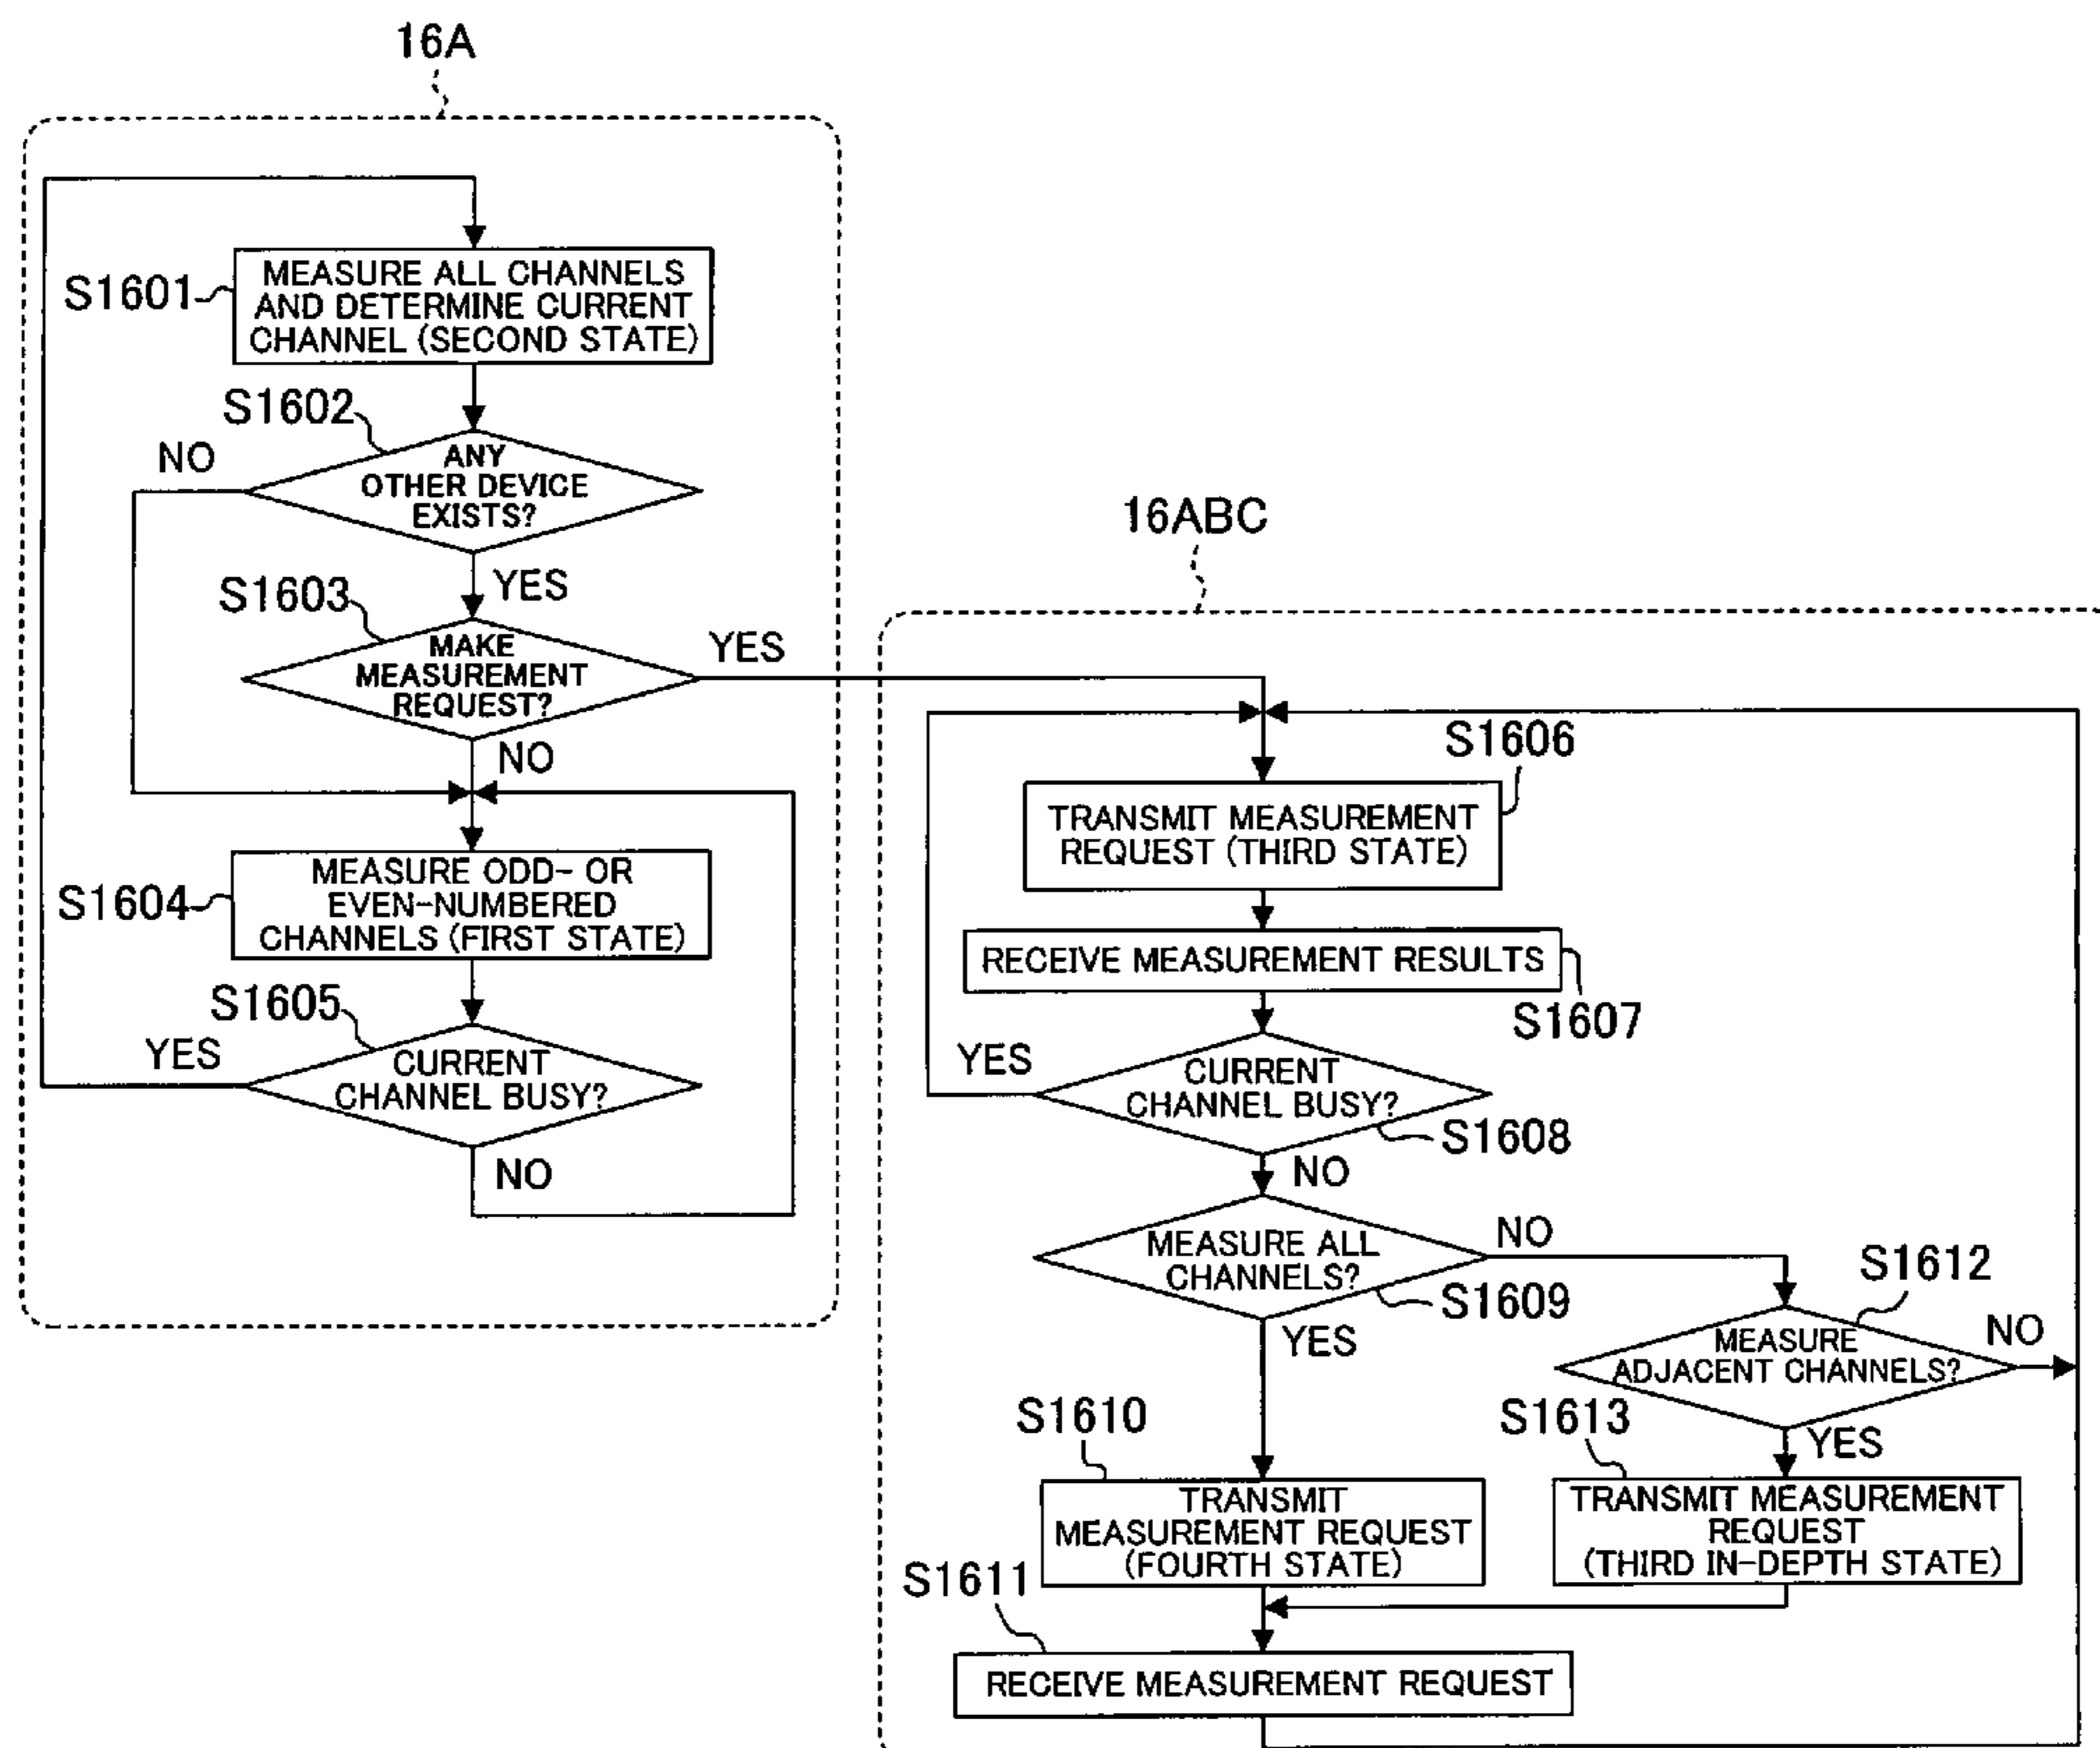 16A
S1601
MEASURE ALL CHANNELS
AND DETERMINE CURRENT
CHANNEL (SECOND STATE)
S1602
NO
ANY
OTHER DEVICE
EXISTS?
YES
S1603
MAKE
MEASUREMENT
REQUEST?
YES
NO
S1604
MEASURE ODD- OR
EVEN-NUMBERED
CHANNELS (FIRST STATE)
S1605
YES
CURRENT
CHANNEL BUSY?
NO
16ABC
S1606
TRANSMIT MEASUREMENT
REQUEST (THIRD STATE)
RECEIVE MEASUREMENT RESULTS
S1607
YES
CURRENT
CHANNEL BUSY?
S1608
NO
MEASURE ALL
CHANNELS?
NO
S1609
YES
S1612
MEASURE
ADJACENT CHANNELS?
NO
YES
S1610
TRANSMIT
MEASUREMENT REQUEST
(FOURTH STATE)
S1613
TRANSMIT MEASUREMENT
REQUEST
(THIRD IN-DEPTH STATE)
S1611
RECEIVE MEASUREMENT REQUEST